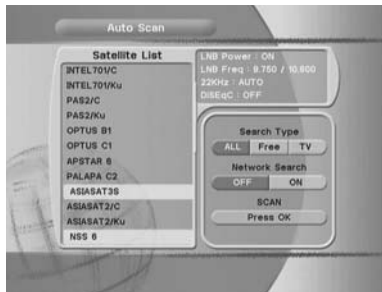 Auto Scan
Satellite List
INTEL701/C
INTEL701/Ku
PAS2/C
PAS2/Ku
OPTUS B1
OPTUS C1
APSTAR 6
PALAPA C2
ASIASAT3S
ASIASAT2/C
ASIASAT2/Ku
NSS 6
LNB Power : ON
LNB Freq : 9.750 / 10.600
22KHz : AUTO
DiSEqC : OFF
Search Type
ALL Free TV
Network Search
OFF ON
SCAN
Press OK